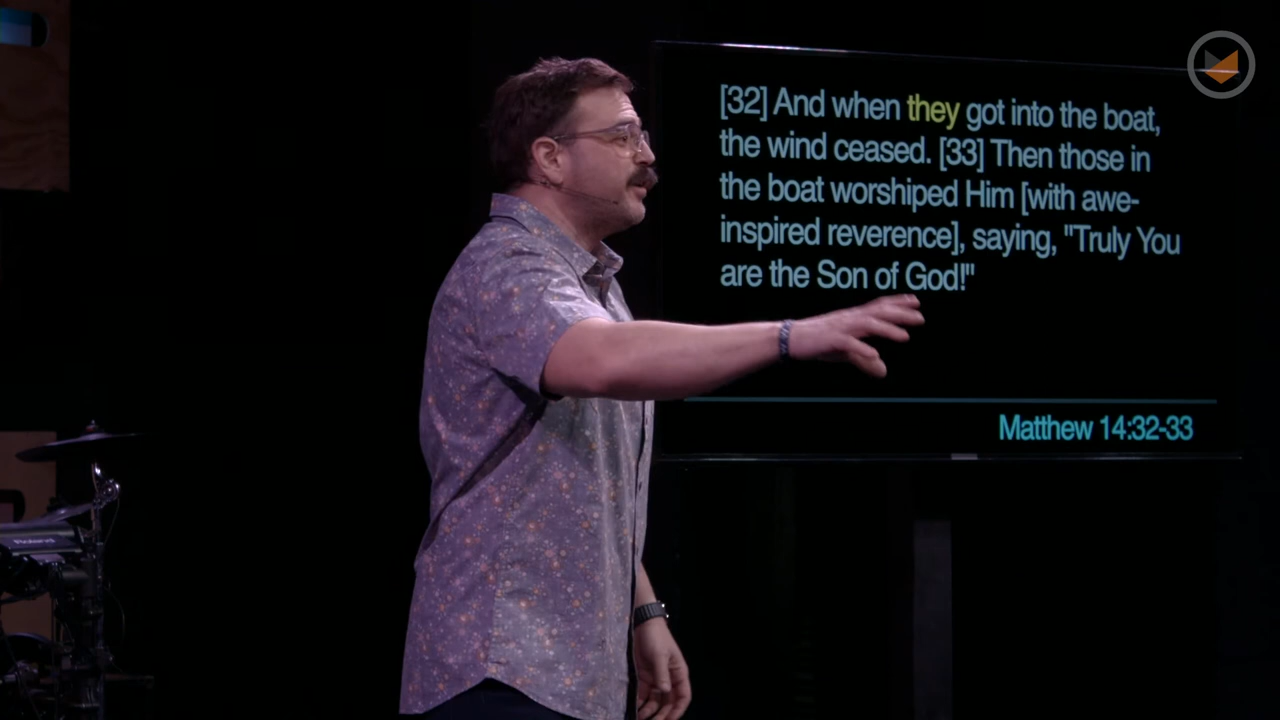 [32] And when they got into the boat,
the wind ceased. [33] Then those in
the boat worshiped Him [with awe-
inspired reverence], saying, "Truly You
are the Son of God!"
Matthew 14:32-33
Roland